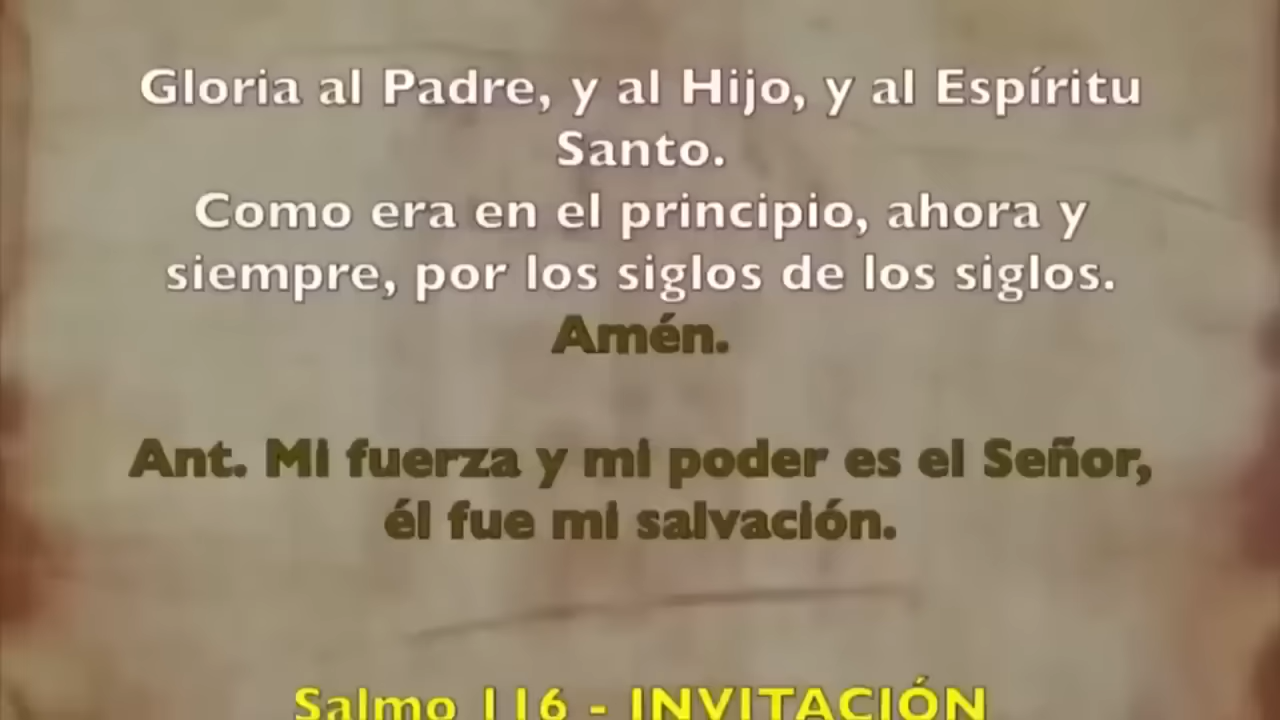 Gloria al Padre, y al Hijo, y al Espíritu
Santo.
Como era en el principio, ahora y
siempre, por los siglos de los siglos.
Amén.
Ant. Mi fuerza y mi poder es el Señor,
él fue mi salvación.
Salmo 116 - INVITACIÓN